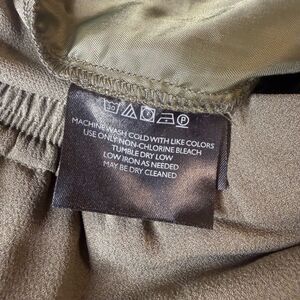 MACHINE WASH COLD WITH LIKE COLORS
USE ONLY NON-CHLORINE BLEACH
TUMBLE DRY LOW
LOW IRON AS NEEDED
MAY BE DRY CLEANED